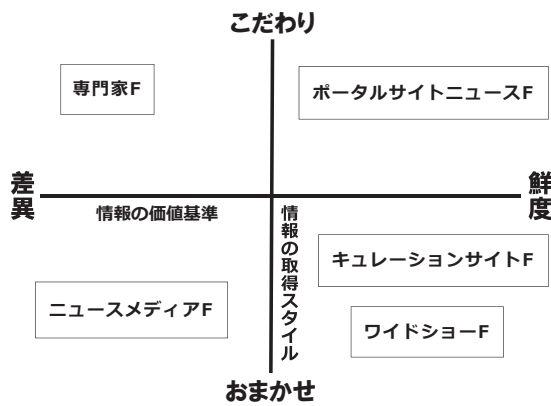 こだわり
専門家F
ポータルサイトニュースF
差異
鮮度
情報の価値基準
情報の取得スタイル
キュレーションサイトF
ニュースメディアF
ワイドショーF
おまかせ